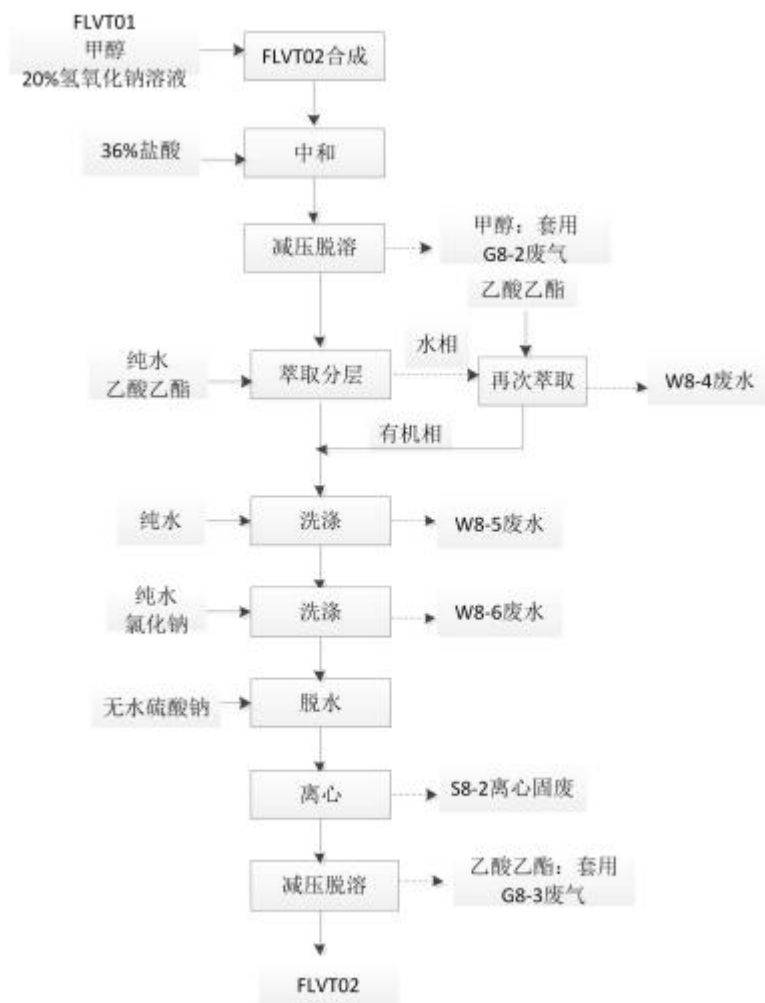 FLVT01
甲醇
20%氢氧化钠溶液
FLVT02合成
36%盐酸
中和
减压脱溶
甲醇：套用
G8-2废气
乙酸乙酯
纯水
乙酸乙酯
萃取分层
水相
再次萃取
W8-4废水
有机相
纯水
洗涤
W8-5废水
纯水
氯化钠
洗涤
W8-6废水
无水硫酸钠
脱水
离心
S8-2离心固废
减压脱溶
乙酸乙酯：套用
G8-3废气
FLVT02